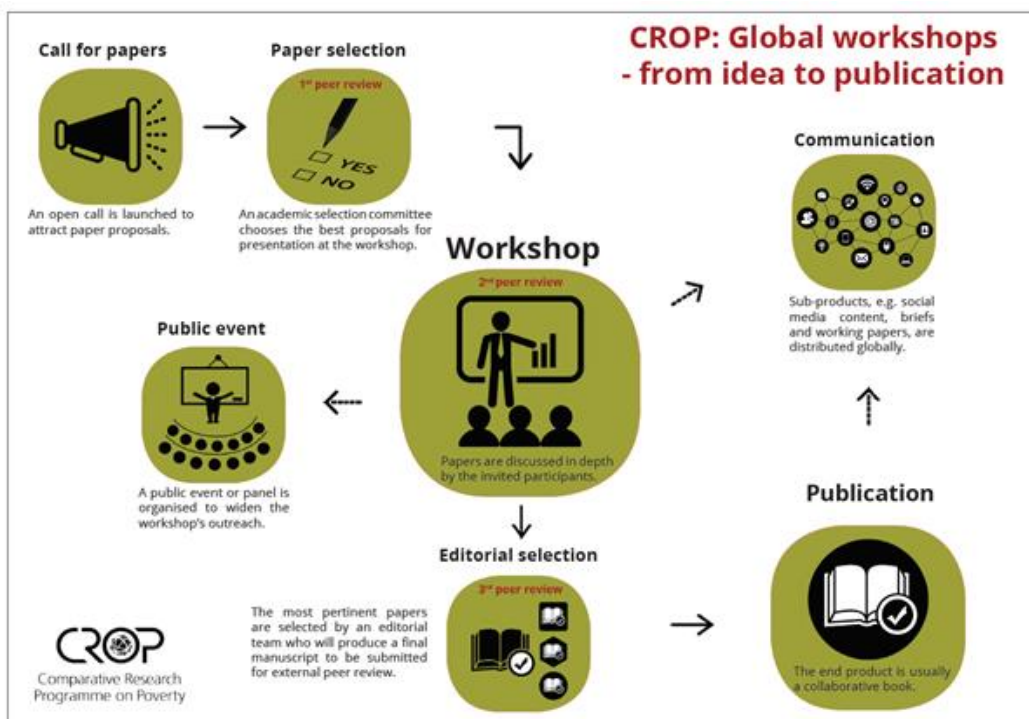 CROP: Global workshops
- from idea to publication
Call for papers
An open call is launched to
attract paper proposals.
Paper selection
1st peer review
YES
NO
An academic selection committee
chooses the best proposals for
presentation at the workshop.
Workshop
2nd peer review
Papers are discussed in depth
by the invited participants.
Public event
A public event or panel is
organised to widen the
workshop's outreach.
Communication
Sub-products, e.g. social
media content, briefs
and working papers, are
distributed globally.
Editorial selection
3rd peer review
The most pertinent papers
are selected by an editorial
team who will produce a final
manuscript to be submitted
for external peer review.
Publication
The end product is usually
a collaborative book.
CROP
Comparative Research
Programme on Poverty